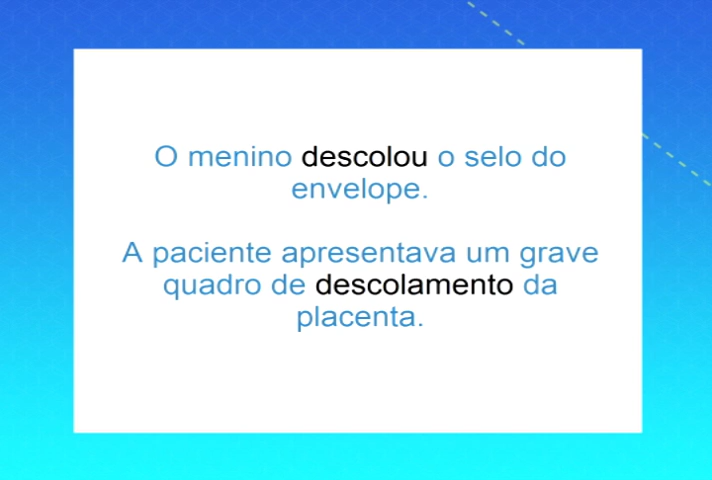 O menino descolou o selo do
envelope.
A paciente apresentava um grave
quadro de descolamento da
placenta.